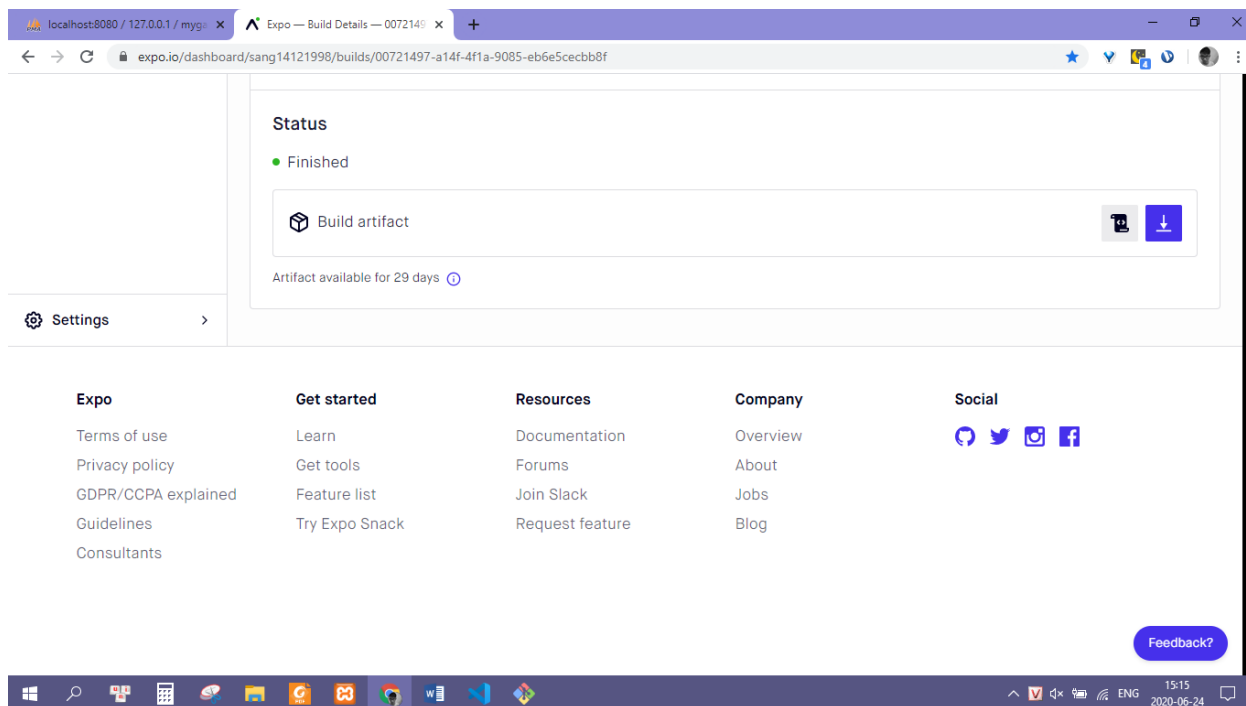 localhost:8080 / 127.0.0.1 / myga
Expo — Build Details — 0072149
expo.io/dashboard/sang14121998/builds/00721497-a14f-4f1a-9085-eb6e5cecbb8f
4
Status
Finished
Build artifact
Artifact available for 29 days
Settings
Expo
Terms of use
Privacy policy
GDPR/CCPA explained
Guidelines
Consultants
Get started
Learn
Get tools
Feature list
Try Expo Snack
Resources
Documentation
Forums
Join Slack
Request feature
Company
Overview
About
Jobs
Blog
Social
Feedback?
ENG
15:15
2020-06-24